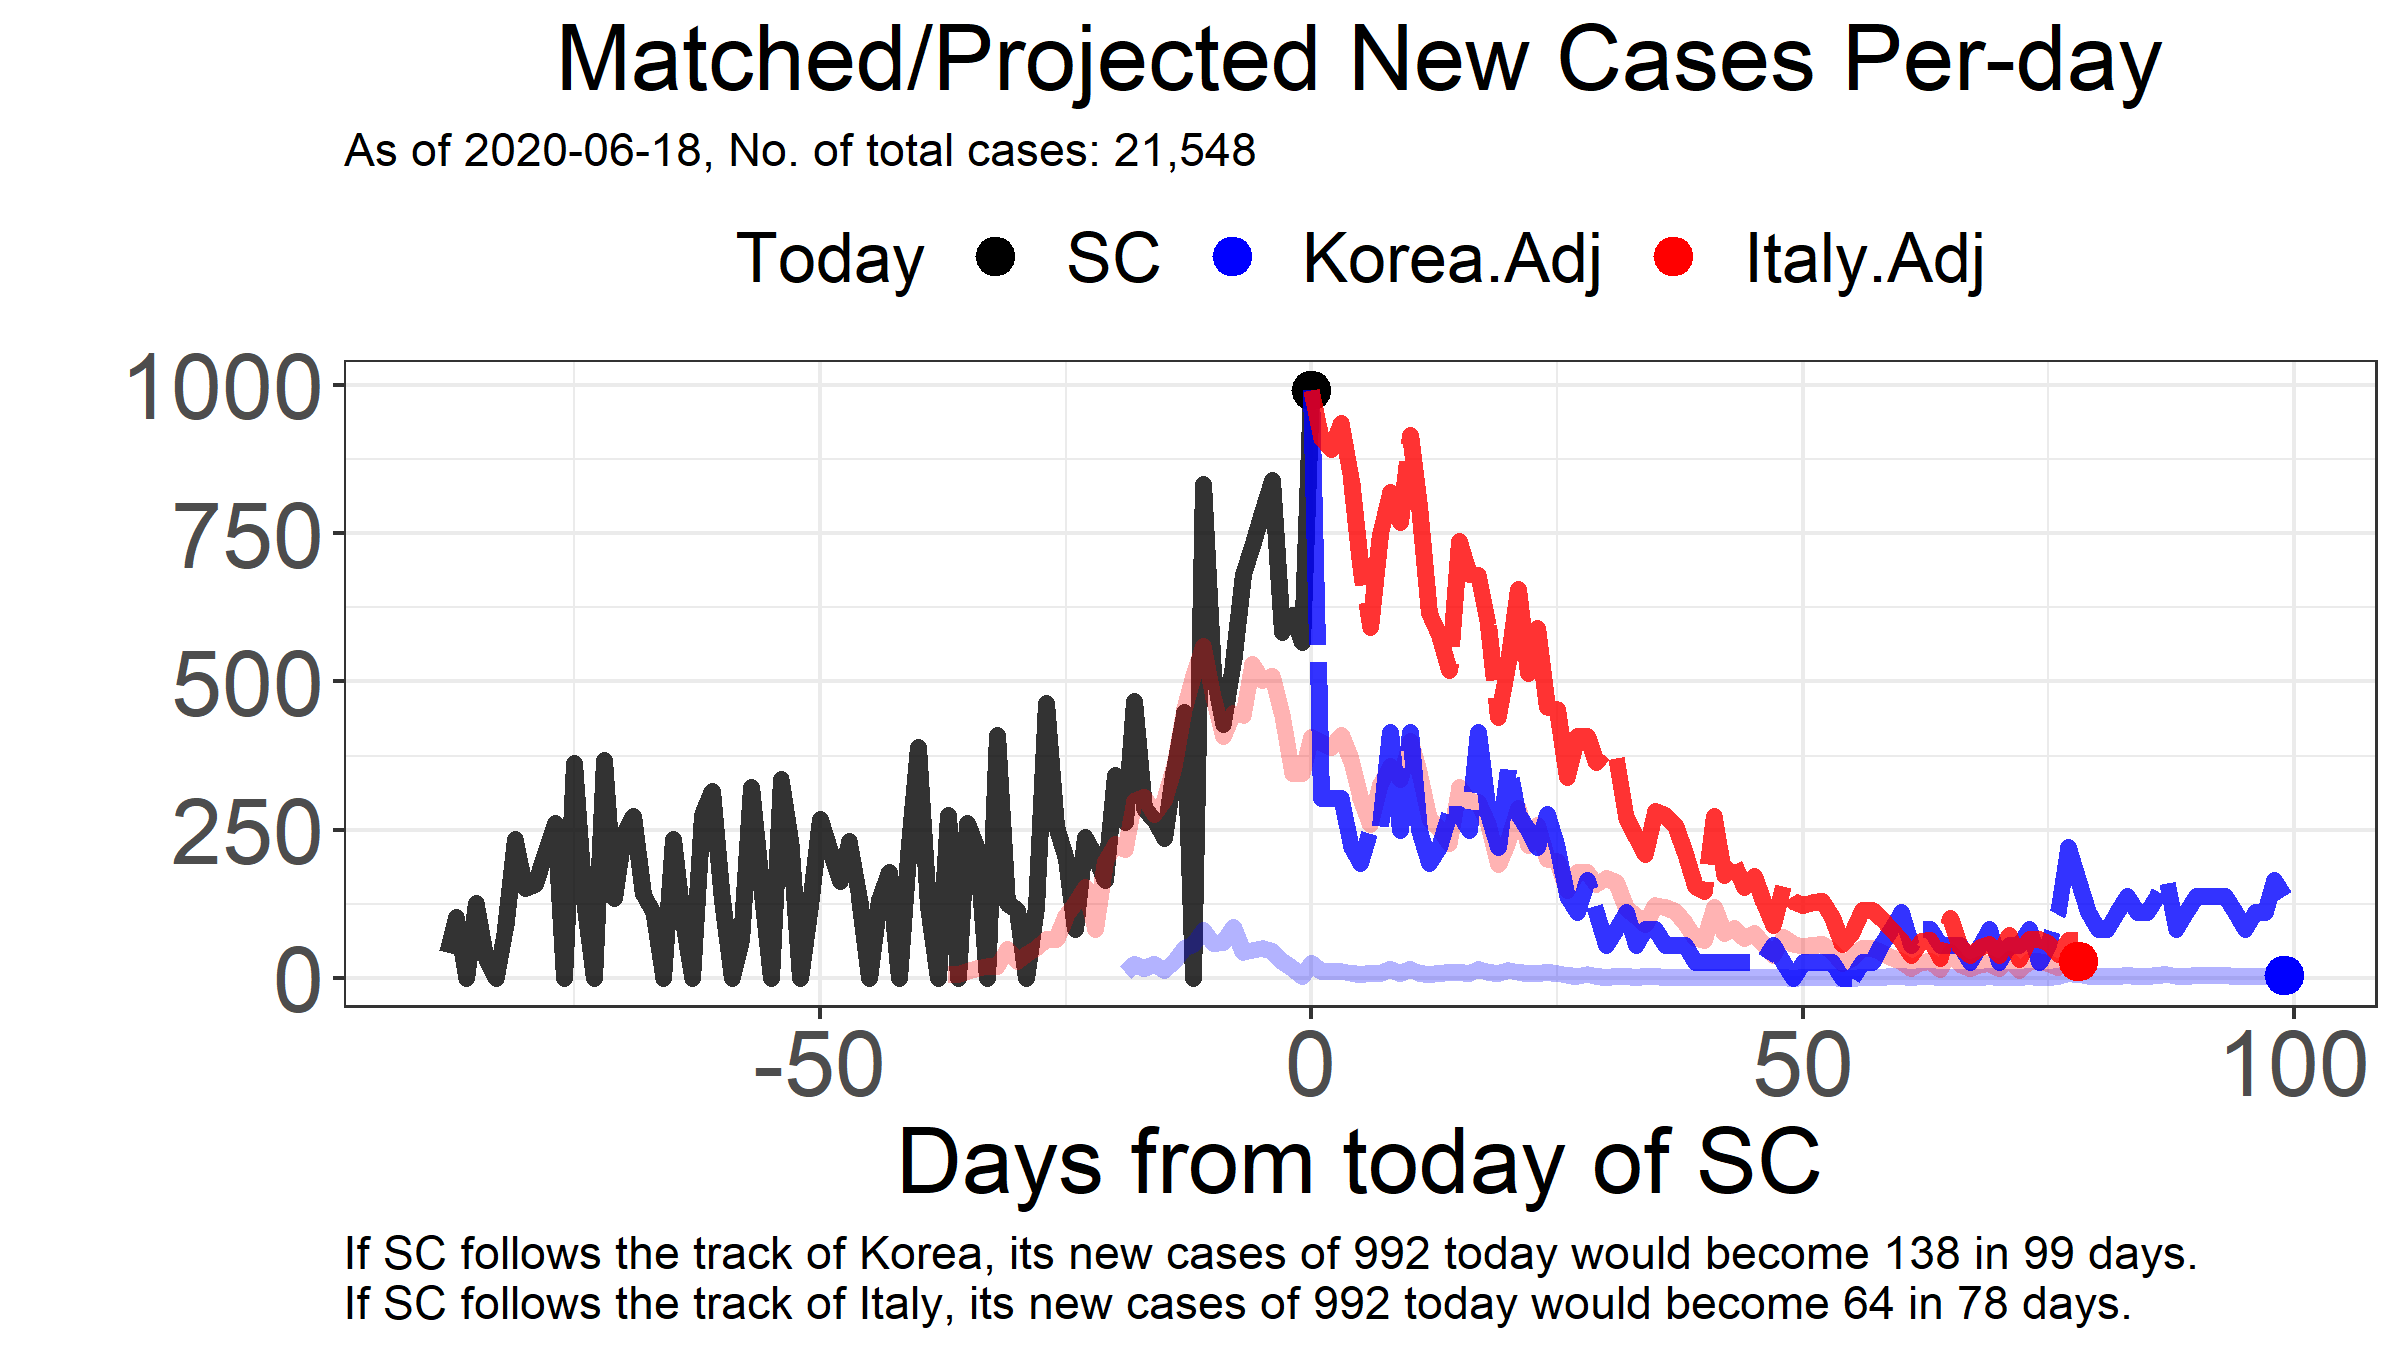 Matched/Projected New Cases Per-day
As of 2020-06-18, No. of total cases: 21,548
Today SC Korea.Adj Italy.Adj
1000
750
500
250
0
-50 0 50 100
Days from today of SC
If SC follows the track of Korea, its new cases of 992 today would become 138 in 99 days.
If SC follows the track of Italy, its new cases of 992 today would become 64 in 78 days.